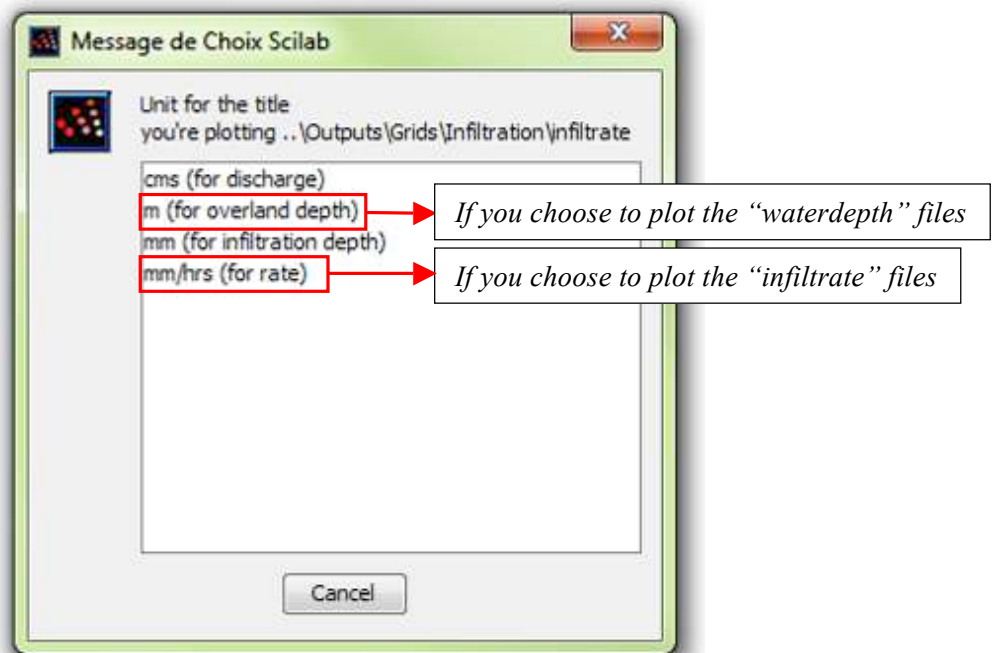 Message de Choix Scilab
Unit for the title
you're plotting ..\Outputs\Grids\Infiltration\infiltrate
cms (for discharge)
m (for overland depth)
If you choose to plot the “waterdepth” files
mm (for infiltration depth)
mm/hrs (for rate)
If you choose to plot the “infiltrate” files
Cancel